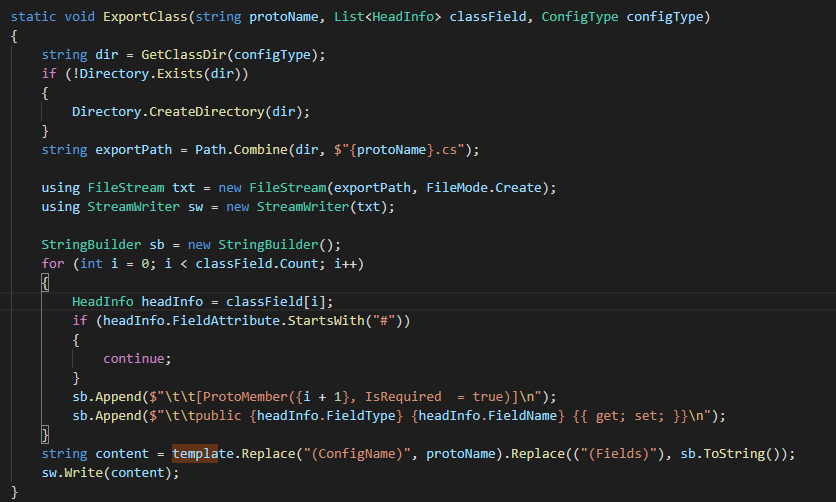 static void ExportClass(string protoName, List<HeadInfo> classField, ConfigType configType)
{
    string dir = GetClassDir(configType);
    if (!Directory.Exists(dir))
    {
        Directory.CreateDirectory(dir);
    }
    string exportPath = Path.Combine(dir, $"{protoName}.cs");

    using FileStream txt = new FileStream(exportPath, FileMode.Create);
    using StreamWriter sw = new StreamWriter(txt);

    StringBuilder sb = new StringBuilder();
    for (int i = 0; i < classField.Count; i++)
    {
        HeadInfo headInfo = classField[i];
        if (headInfo.FieldAttribute.StartsWith("#"))
        {
            continue;
        }
        sb.Append($"\t\t[ProtoMember({i + 1}, IsRequired  = true)]\n");
        sb.Append($"\t\tpublic {headInfo.FieldType} {headInfo.FieldName} {{ get; set; }}\n");
    }
    string content = template.Replace("(ConfigName)", protoName).Replace(("(Fields)"), sb.ToString());
    sw.Write(content);
}